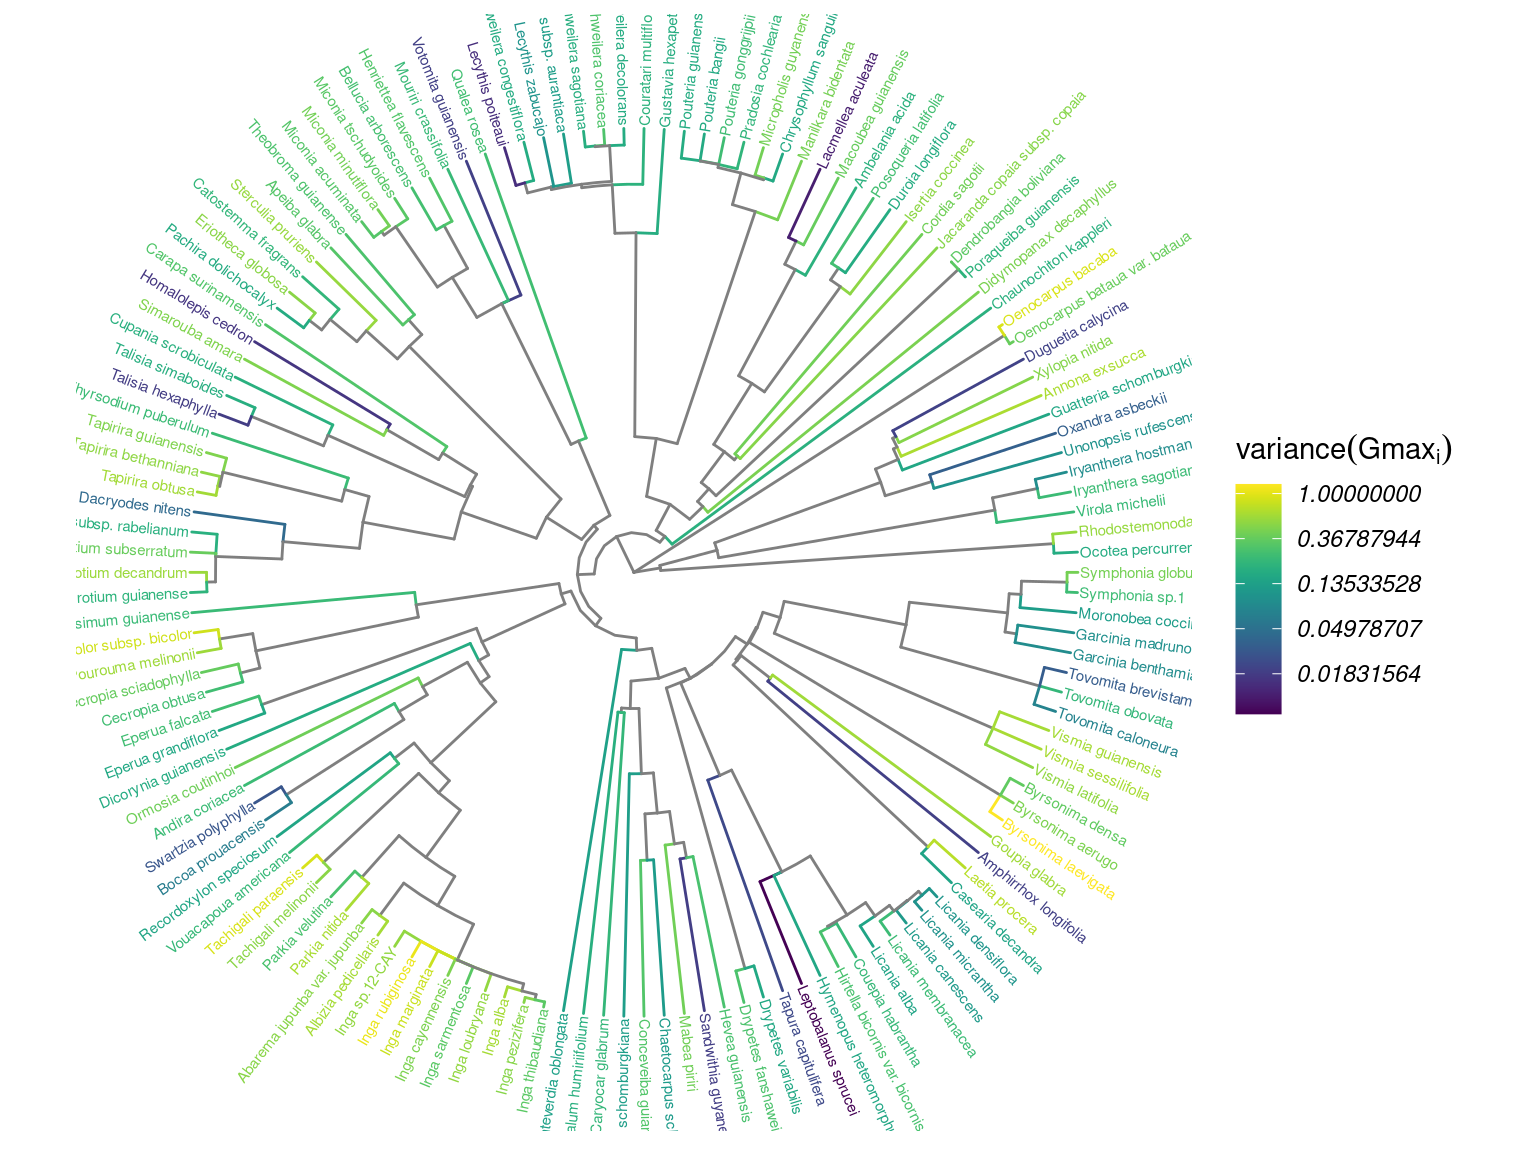 weilera congestiflora
Lecythis zabucajo
subsp. aurantiaca
weilera sagotiana
hweilera coriacea
eilera decolorans
Couratari multiflo
Gustavia hexapet
Pouteria guianens
Pouteria bangii
Pouteria gonggrijpii
Pradosia cochlearia
Micropholis guyanens
Chrysophyllum sangui
Manilkara bidentata
Lacmellea aculeata
Macoubea guianensis
Ambelania acida
Posoqueria latifolia
Duroia longiflora
Isertia coccinea
Cordia sagotii
Jacaranda copaia subsp. copaia
Dendrobangia boliviana
Poraqueiba guianensis
Didymopanax decaphyllus
Chaunochiton kappleri
Oenocarpus bacaba
Oenocarpus bataua var. bataua
Duguetia calycina
Xylopia nitida
Annona exsucca
Guatteria schomburgki
Oxandra asbeckii
Unonopsis rufescens
Iryanthera hostman
Iryanthera sagotian
Virola michelii
Rhodostemonoda
Ocotea percurrer
Symphonia globu
Symphonia sp.1
Moronobea coccin
Garcinia madruno
Garcinia benthamia
Tovomita brevistam
Tovomita obovata
Tovomita caloneura
Vismia guianensis
Vismia sessilifolia
Vismia latifolia
Byrsonima densa
Byrsonima aerugo
Byrsonima laevigata
Goupia glabra
Amphirrhox longifolia
Laetia procera
Casearia decandra
Licania densiflora
Licania micrantha
Licania canescens
Licania membranacea
Licania alba
Couepia habrantha
Hirtella bicornis var. bicornis
Hymenopus heteromorph
Leptobalanus sprucei
Tapura capitulifera
Drypetes variabilis
Drypetes fanshawei
Hevea guianensis
Sandwithia guyane
Mabea piriri
Chaetocarpus sc
Conceveiba guiar
schomburgkiana
Caryocar glabrum
alum humiriifolium
nteverdia oblongata
Inga thibaudiana
Inga pezizifera
Inga alba
Inga loubryana
Inga sarmentosa
Inga cayennensis
Inga marginata
Inga rubiginosa
Inga sp.12-CAY
Albizia pedicellaris
Abarema jupunba var. jupunba
Parkia nitida
Parkia velutina
Tachigali melinonii
Tachigali paraensis
Vouacapoua americana
Recordoxylon speciosum
Bocoa prouacensis
Swartzia polyphylla
Andira coriacea
Ormosia coutinhoi
Dicorynia guianensis
Eperua grandiflora
Eperua falcata
Cecropia obtusa
ecropia sciadophylla
yourouma melinonii
olor subsp. bicolor
simum guianense
rotium guianense
otium decandrum
tium subserratum
subsp. rabelianum
Dacryodes nitens
Tapirira obtusa
Tapirira bethanniana
Tapirira guianensis
hyrsodium puberulum
Talisia hexaphylla
Talisia simaboides
Cupania scrobiculata
Simarouba amara
Homalolepis cedron
Carapa surinamensis
Pachira dolichocalyx
Eriotheca globosa
Catostemma fragrans
Sterculia pruriens
Apeiba glabra
Theobroma guianense
Miconia acuminata
Miconia minutiflora
Miconia tschudyoides
Bellucia arborescens
Henriettea flavescens
Mouriri crassifolia
Votomita guianensis
Qualea rosea
Lecythis poiteaui
variance(Gmaxi)
1.00000000
0.36787944
0.13533528
0.04978707
0.01831564